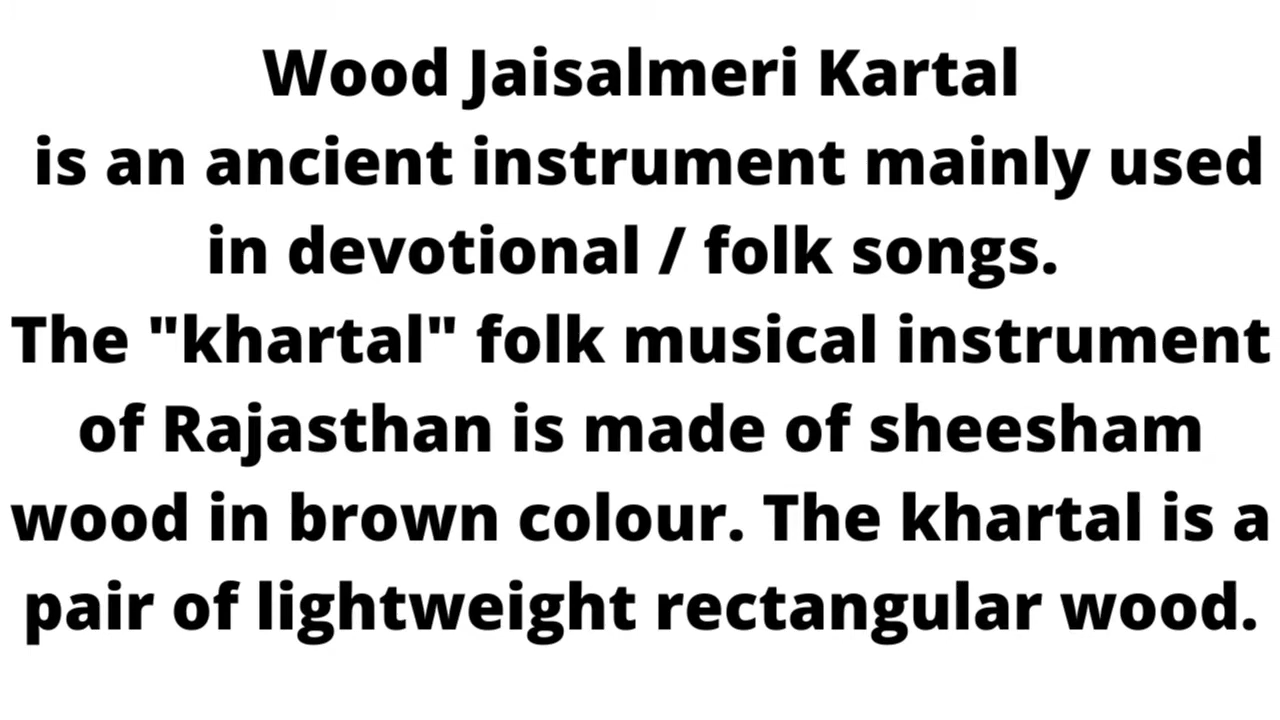 Wood Jaisalmeri Kartal
is an ancient instrument mainly used
in devotional / folk songs.
The "khartal" folk musical instrument
of Rajasthan is made of sheesham
wood in brown colour. The khartal is a
pair of lightweight rectangular wood.